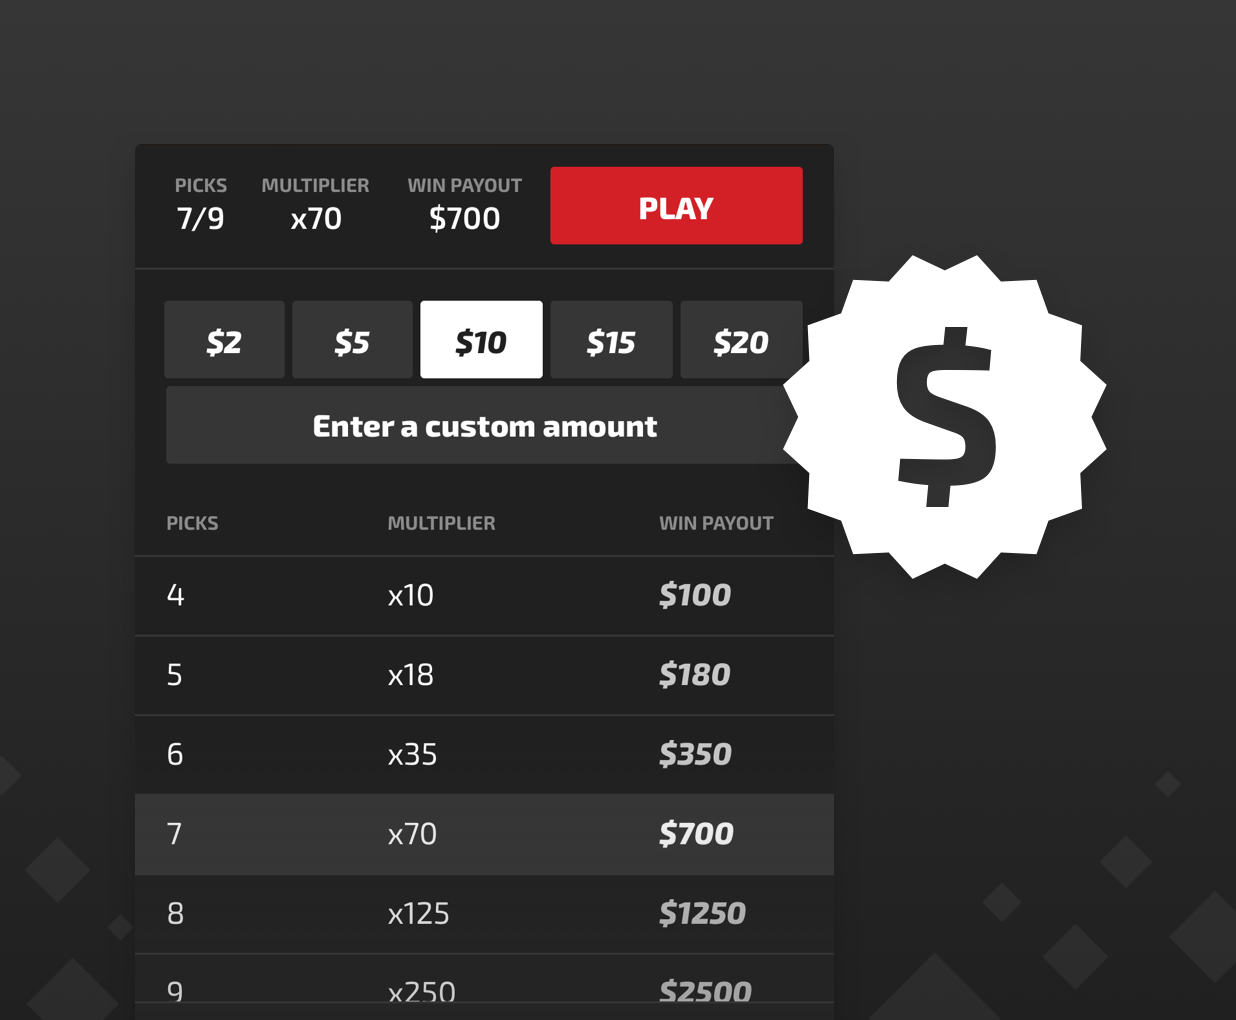 PICKS MULTIPLIER WIN PAYOUT
7/9 x70 $700 PLAY
$2 $5 $10 $15 $20
Enter a custom amount
$
PICKS MULTIPLIER WIN PAYOUT
4 x10 $100
5 x18 $180
6 x35 $350
7 x70 $700
8 x125 $1250
9 x250 $2500